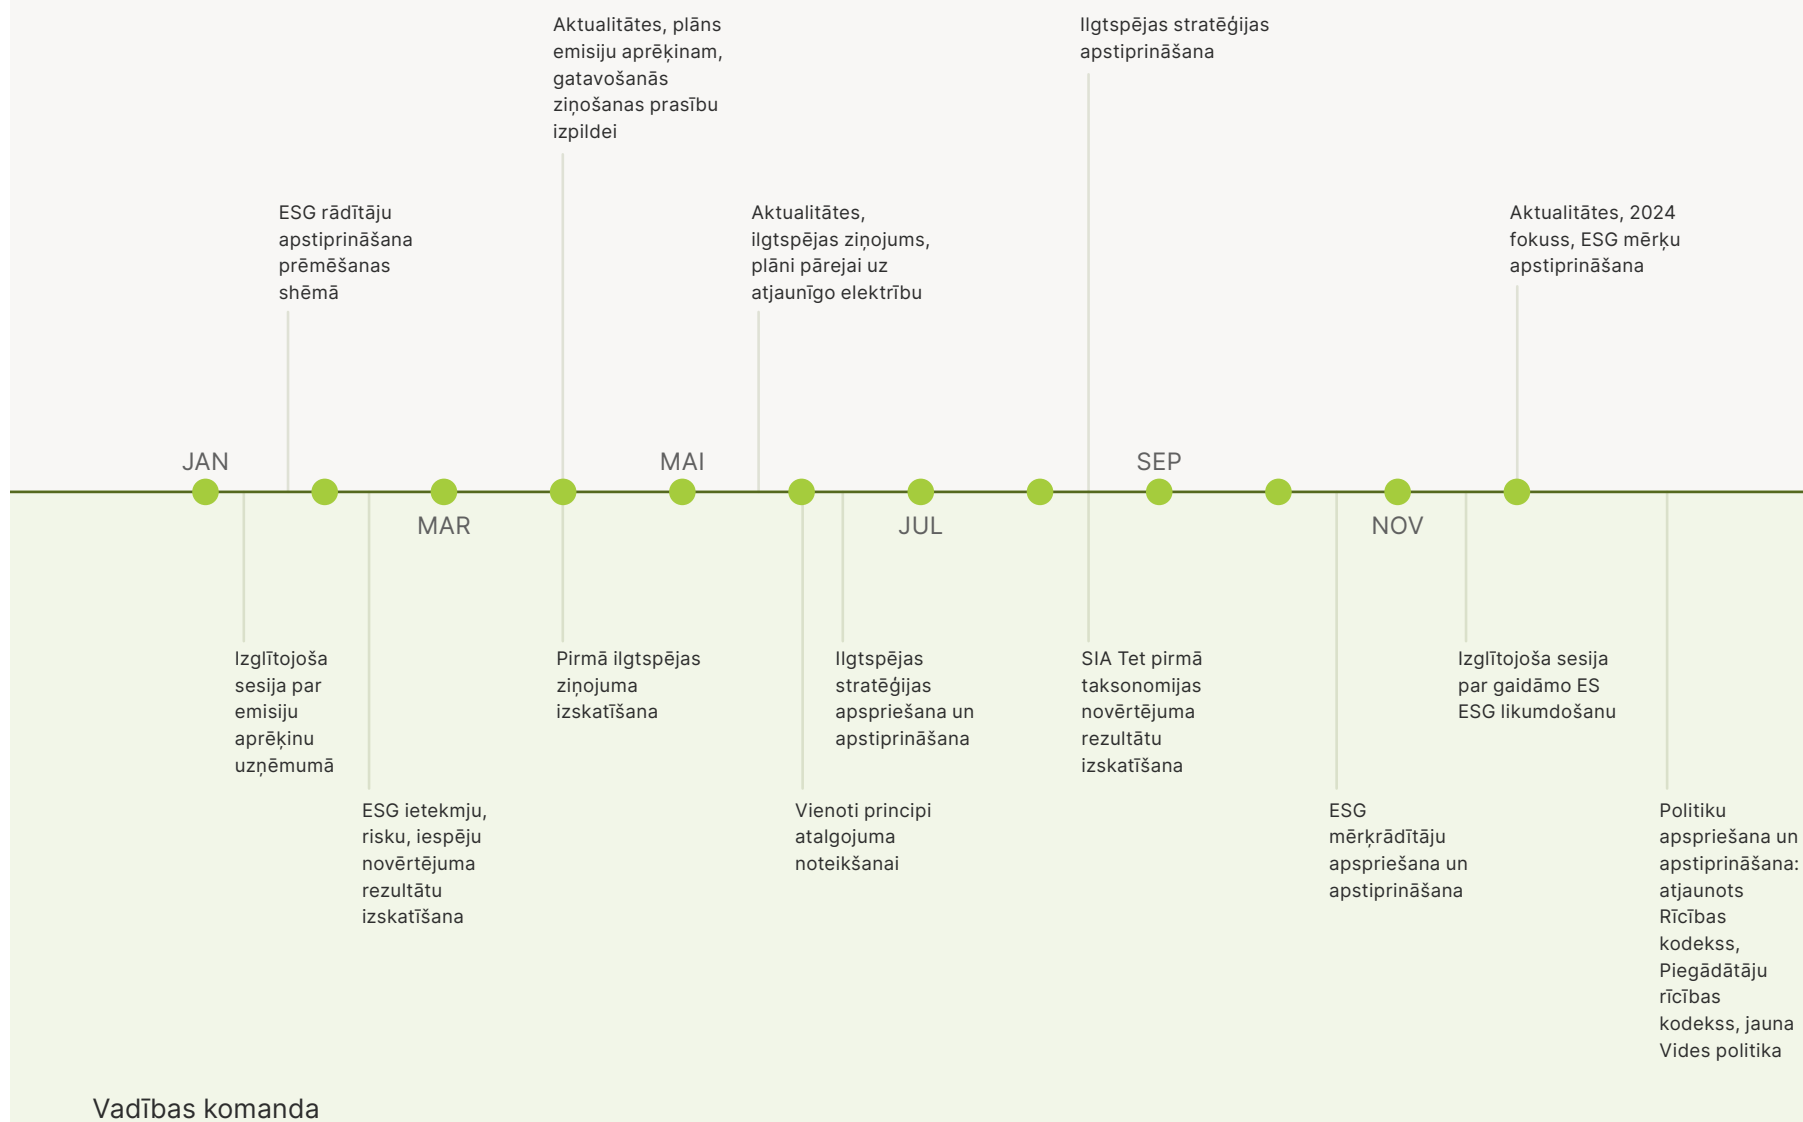 Aktualitātes, plāns
emisiju aprēķinam,
gatavošanās
ziņošanas prasību
izpildei
Ilgtspējas stratēģijas
apstiprināšana
ESG rādītāju
apstiprināšana
prēmēšanas
shēmā
Aktualitātes,
ilgtspējas ziņojums,
plāni pārejai uz
atjaunīgo elektrību
Aktualitātes, 2024
fokuss, ESG mērķu
apstiprināšana
JAN
MAI
SEP
MAR
JUL
NOV
Izglītojoša
sesija par
emisiju
aprēķinu
uzņēmumā
Pirmā ilgtspējas
ziņojuma
izskatīšana
Ilgtspējas
stratēģijas
apspriešana un
apstiprināšana
SIA Tet pirmā
taksonomijas
novērtējuma
rezultātu
izskatīšana
Izglītojoša sesija
par gaidāmo ES
ESG likumdošanu
ESG ietekmju,
risku, iespēju
novērtējuma
rezultātu
izskatīšana
Vienoti principi
atalgojuma
noteikšanai
ESG
mērķrādītāju
apspriešana un
apstiprināšana
Politiku
apspriešana un
apstiprināšana:
atjaunots
Rīcības
kodekss,
Piegādātāju
rīcības
kodekss, jauna
Vides politika
Vadības komanda